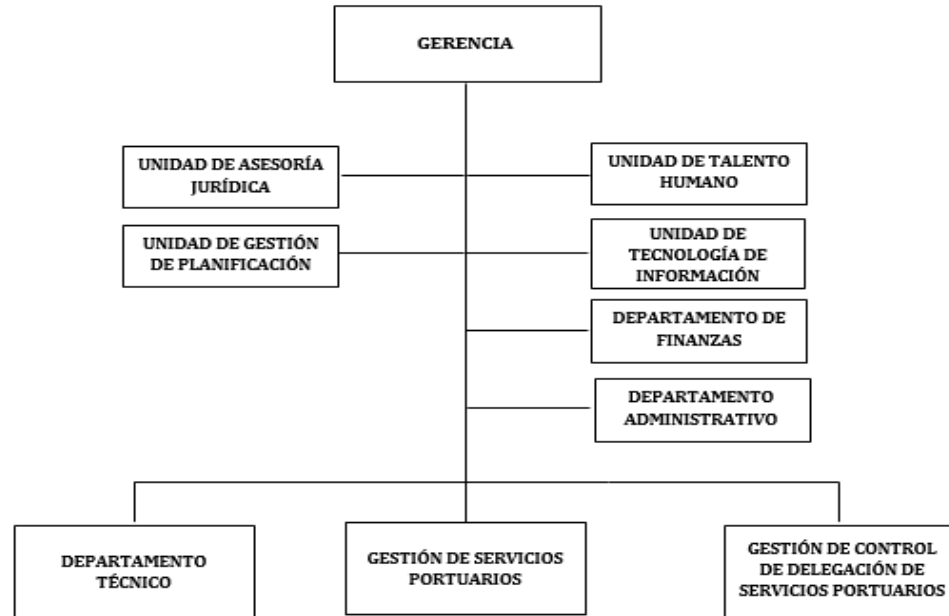 GERENCIA
UNIDAD DE ASESORÍA
JURÍDICA
UNIDAD DE TALENTO
HUMANO
UNIDAD DE GESTIÓN
DE PLANIFICACIÓN
UNIDAD DE
TECNOLOGÍA DE
INFORMACIÓN
DEPARTAMENTO DE
FINANZAS
DEPARTAMENTO
ADMINISTRATIVO
DEPARTAMENTO
TÉCNICO
GESTIÓN DE SERVICIOS
PORTUARIOS
GESTIÓN DE CONTROL
DE DELEGACIÓN DE
SERVICIOS PORTUARIOS